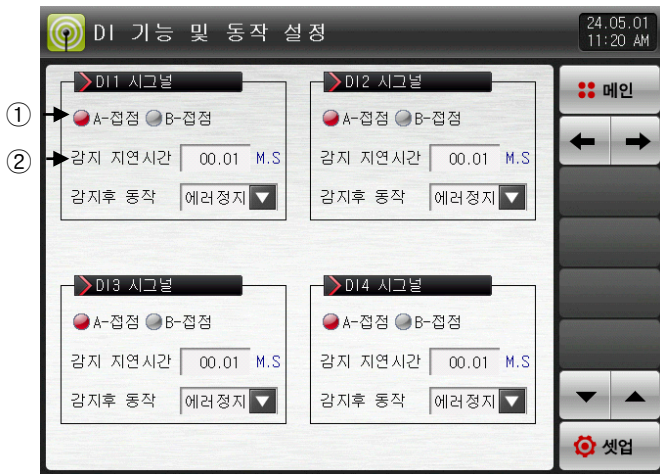 DI 기능 및 동작 설정
24.05.01
11:20 AM
DI1 시그널
① A-접점 B-접점
② 감지 지연시간 00.01 M.S
감지후 동작 에러정지
DI2 시그널
A-접점 B-접점
감지 지연시간 00.01 M.S
감지후 동작 에러정지
DI3 시그널
A-접점 B-접점
감지 지연시간 00.01 M.S
감지후 동작 에러정지
DI4 시그널
A-접점 B-접점
감지 지연시간 00.01 M.S
감지후 동작 에러정지
메인
셋업